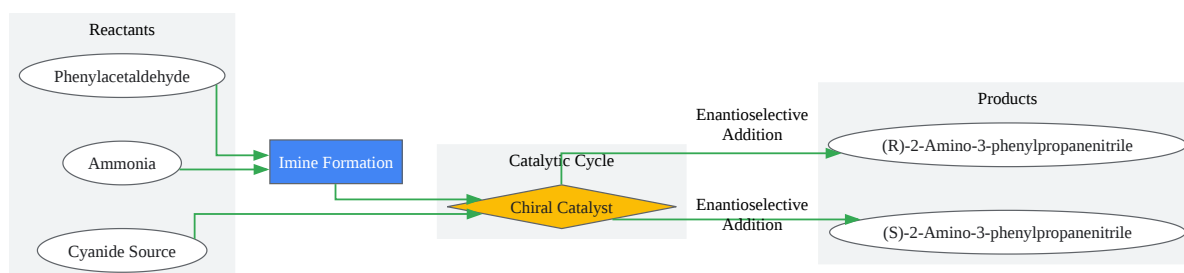 Reactants
Phenylacetaldehyde
Ammonia
Cyanide Source
Imine Formation
Catalytic Cycle
Chiral Catalyst
Enantioselective
Addition
Enantioselective
Addition
Products
(R)-2-Amino-3-phenylpropanenitrile
(S)-2-Amino-3-phenylpropanenitrile